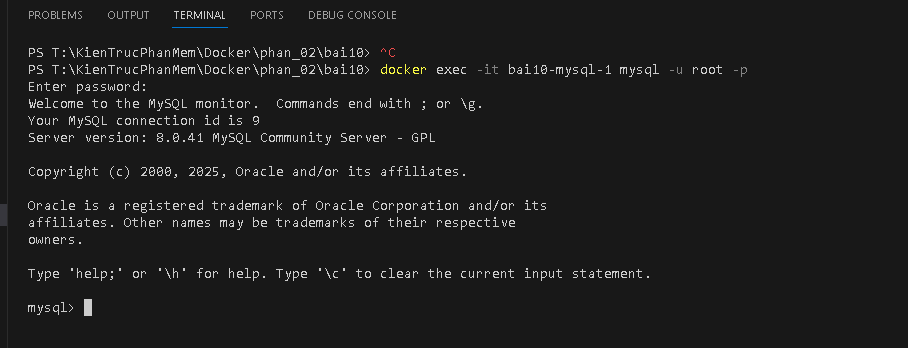 PROBLEMS OUTPUT TERMINAL PORTS DEBUG CONSOLE
PS T:\KienTrucPhanMem\Docker\phan_02\bai10> ^C
PS T:\KienTrucPhanMem\Docker\phan_02\bai10> docker exec -it bai10-mysql-1 mysql -u root -p
Enter password:
Welcome to the MySQL monitor.  Commands end with ; or \g.
Your MySQL connection id is 9
Server version: 8.0.41 MySQL Community Server - GPL
Copyright (c) 2000, 2025, Oracle and/or its affiliates.
Oracle is a registered trademark of Oracle Corporation and/or its
affiliates. Other names may be trademarks of their respective
owners.
Type 'help;' or '\h' for help. Type '\c' to clear the current input statement.
mysql>